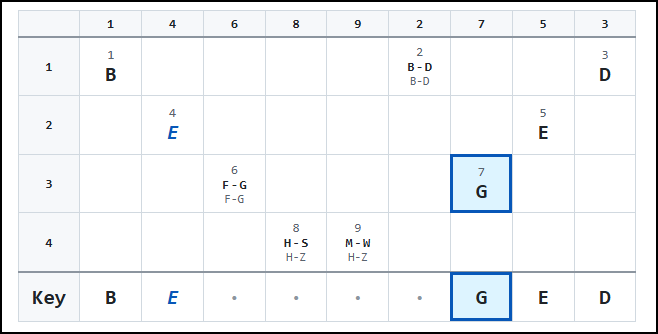 1 4 6 8 9 2 7 5 3
1 1 2 3
B B-D D
B-D
2 4 5
E E
3 6 7
F-G G
F-G
4 8 9
H-S M-W
H-Z H-Z
Key B E • • • • G E D